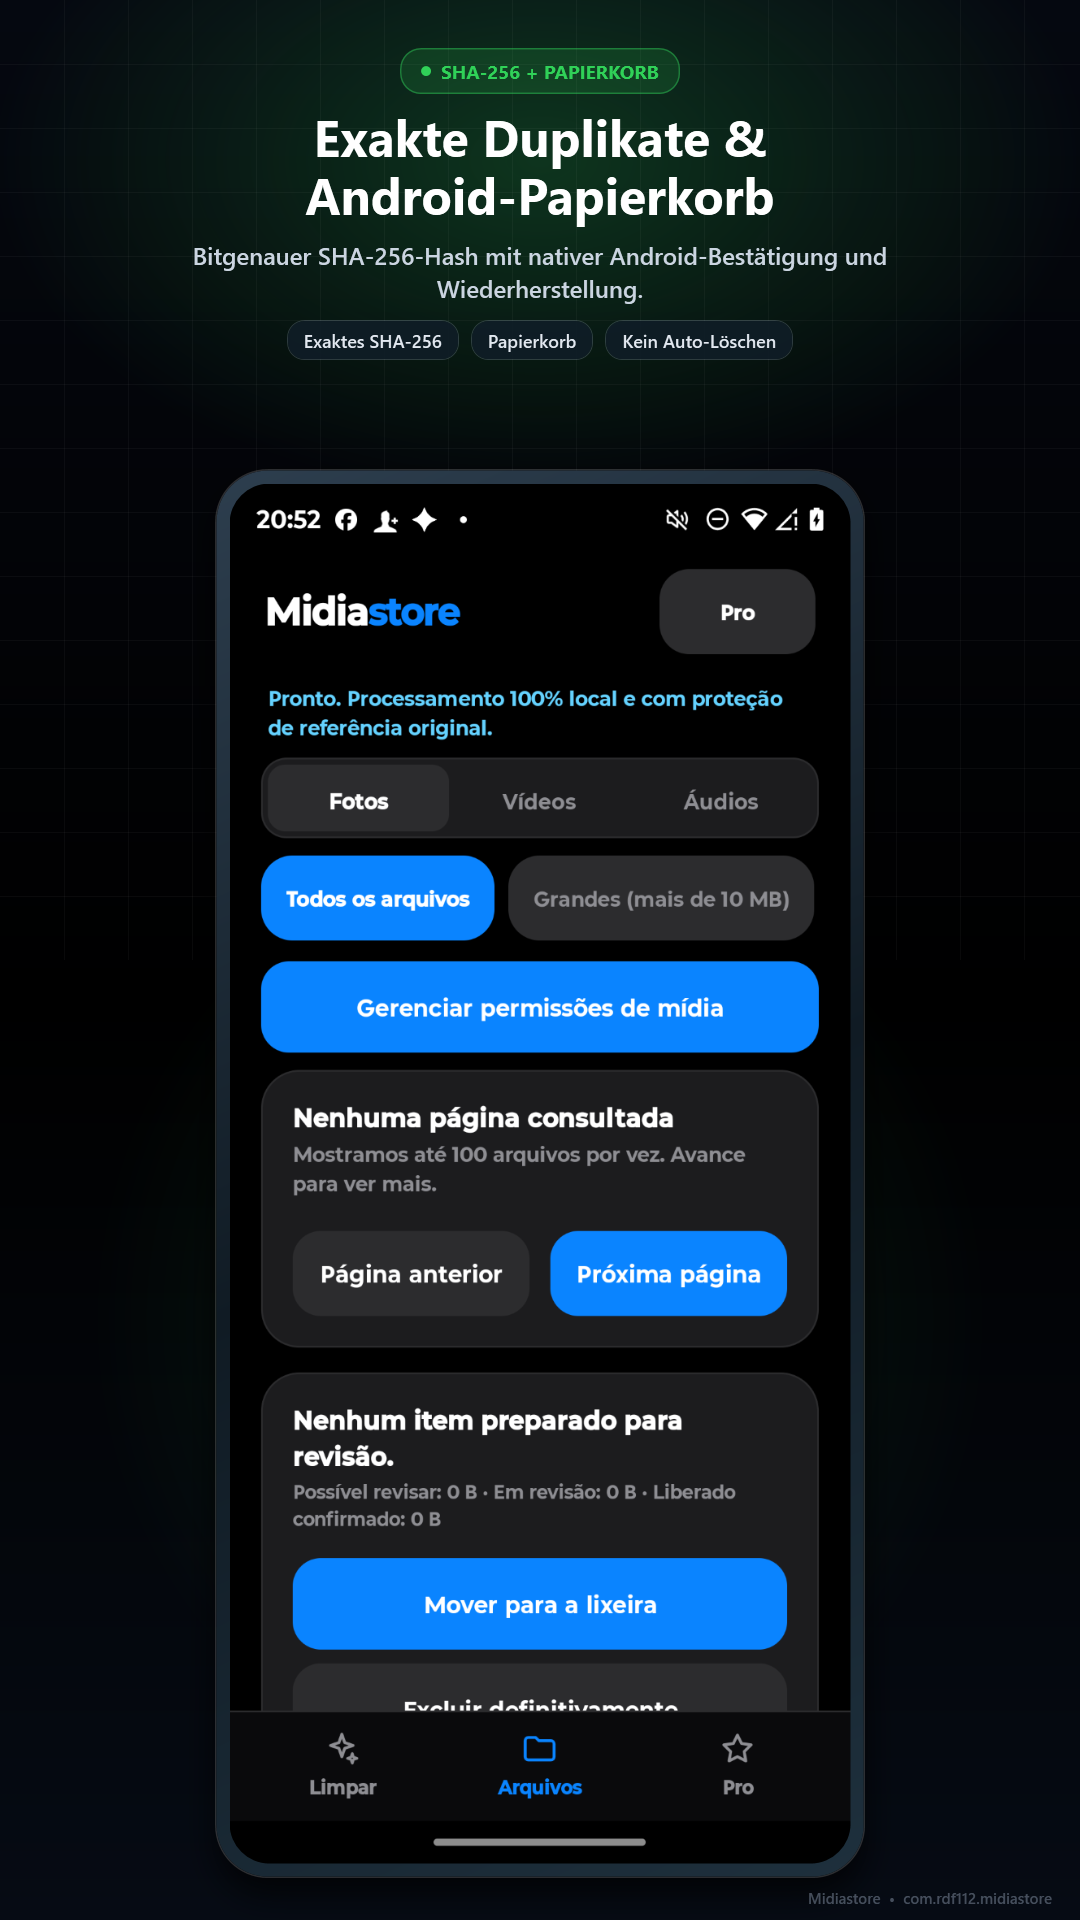 SHA-256 + PAPIERKORB
Exakte Duplikate &
Android-Papierkorb
Bitgenauer SHA-256-Hash mit nativer Android-Bestätigung und
Wiederherstellung.
Exaktes SHA-256 Papierkorb Kein Auto-Löschen
20:52
Midiastore Pro
Pronto. Processamento 100% local e com proteção
de referência original.
Fotos Vídeos Áudios
Todos os arquivos Grandes (mais de 10 MB)
Gerenciar permissões de mídia
Nenhuma página consultada
Mostramos até 100 arquivos por vez. Avance
para ver mais.
Página anterior Próxima página
Nenhum item preparado para
revisão.
Possível revisar: 0 B · Em revisão: 0 B · Liberado
confirmado: 0 B
Mover para a lixeira
Excluir definitivamente
Limpar Arquivos Pro
Midiastore • com.rdf112.midiastore